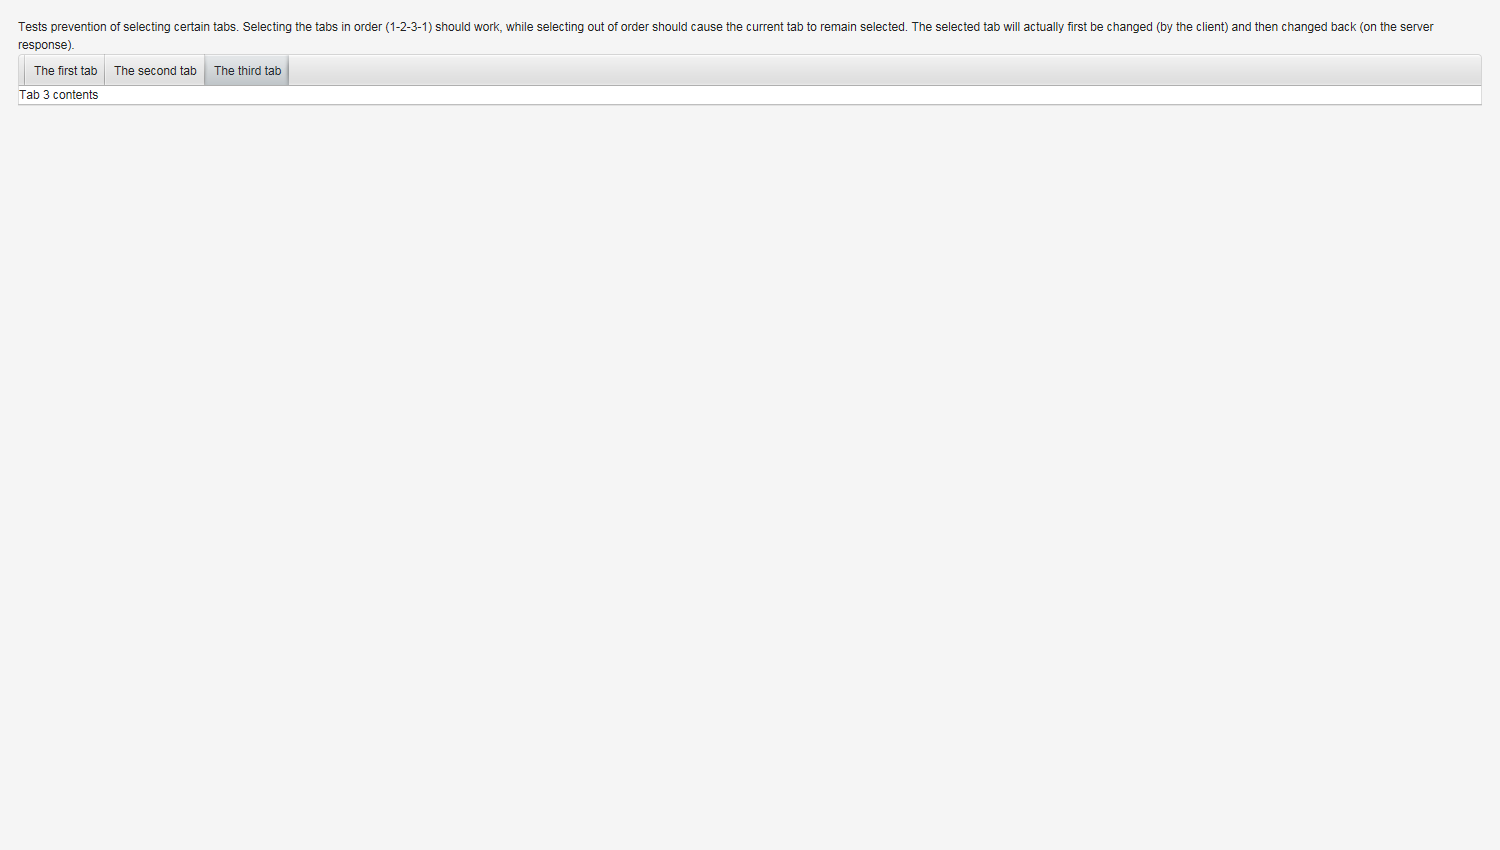 Tests prevention of selecting certain tabs. Selecting the tabs in order (1-2-3-1) should work, while selecting out of order should cause the current tab to remain selected. The selected tab will actually first be changed (by the client) and then changed back (on the server
response).
The first tab The second tab The third tab
Tab 3 contents